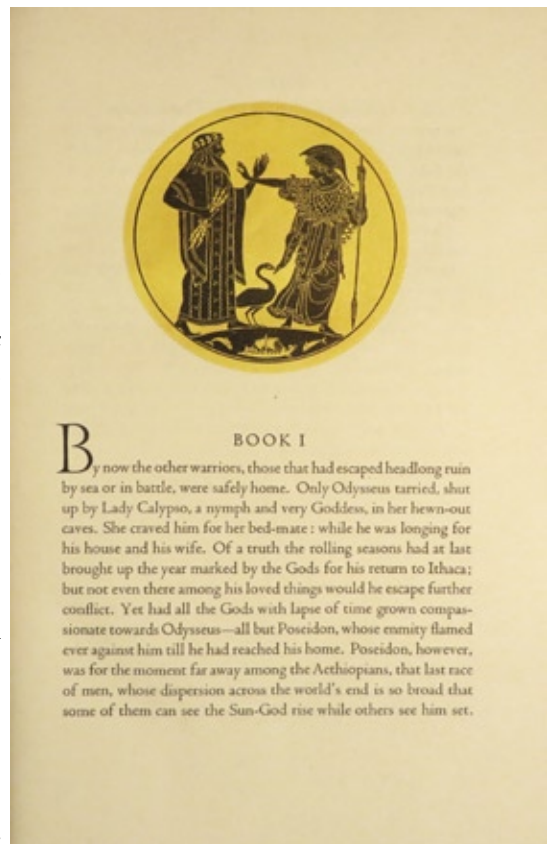 BOOK I
By now the other warriors, those that had escaped headlong ruin
by sea or in battle, were safely home. Only Odysseus tarried, shut
up by Lady Calypso, a nymph and very Goddess, in her hewn-out
caves. She craved him for her bed-mate : while he was longing for
his house and his wife. Of a truth the rolling seasons had at last
brought up the year marked by the Gods for his return to Ithaca;
but not even there among his loved things would he escape further
conflict. Yet had all the Gods with lapse of time grown compas-
sionate towards Odysseus—all but Poseidon, whose enmity flamed
ever against him till he had reached his home. Poseidon, however,
was for the moment far away among the Aethiopians, that last race
of men, whose dispersion across the world's end is so broad that
some of them can see the Sun-God rise while others see him set.